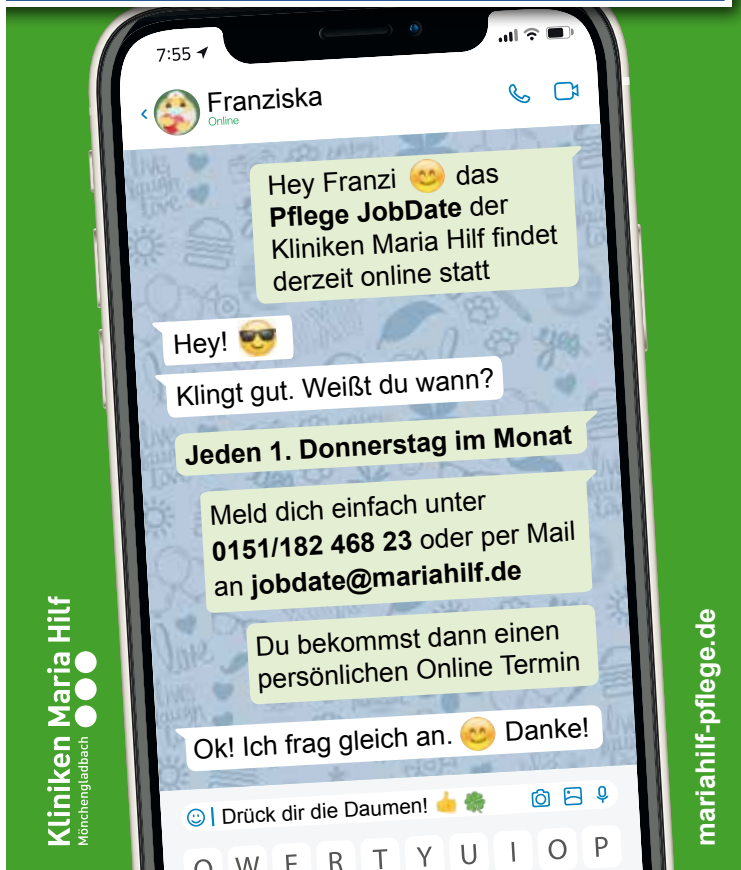 7:55
Franziska
Online
Hey Franzi 😊 das
Pflege JobDate der
Kliniken Maria Hilf findet
derzeit online statt
Hey! 😎
Klingt gut. Weißt du wann?
Jeden 1. Donnerstag im Monat
Meld dich einfach unter
0151/182 468 23 oder per Mail
an jobdate@mariahilf.de
Du bekommst dann einen
persönlichen Online Termin
Ok! Ich frag gleich an. 😊 Danke!
Drück dir die Daumen! 👍 🍀
Q W E R T Y U I O P
Kliniken Maria Hilf
Mönchengladbach
mariahilf-pflege.de